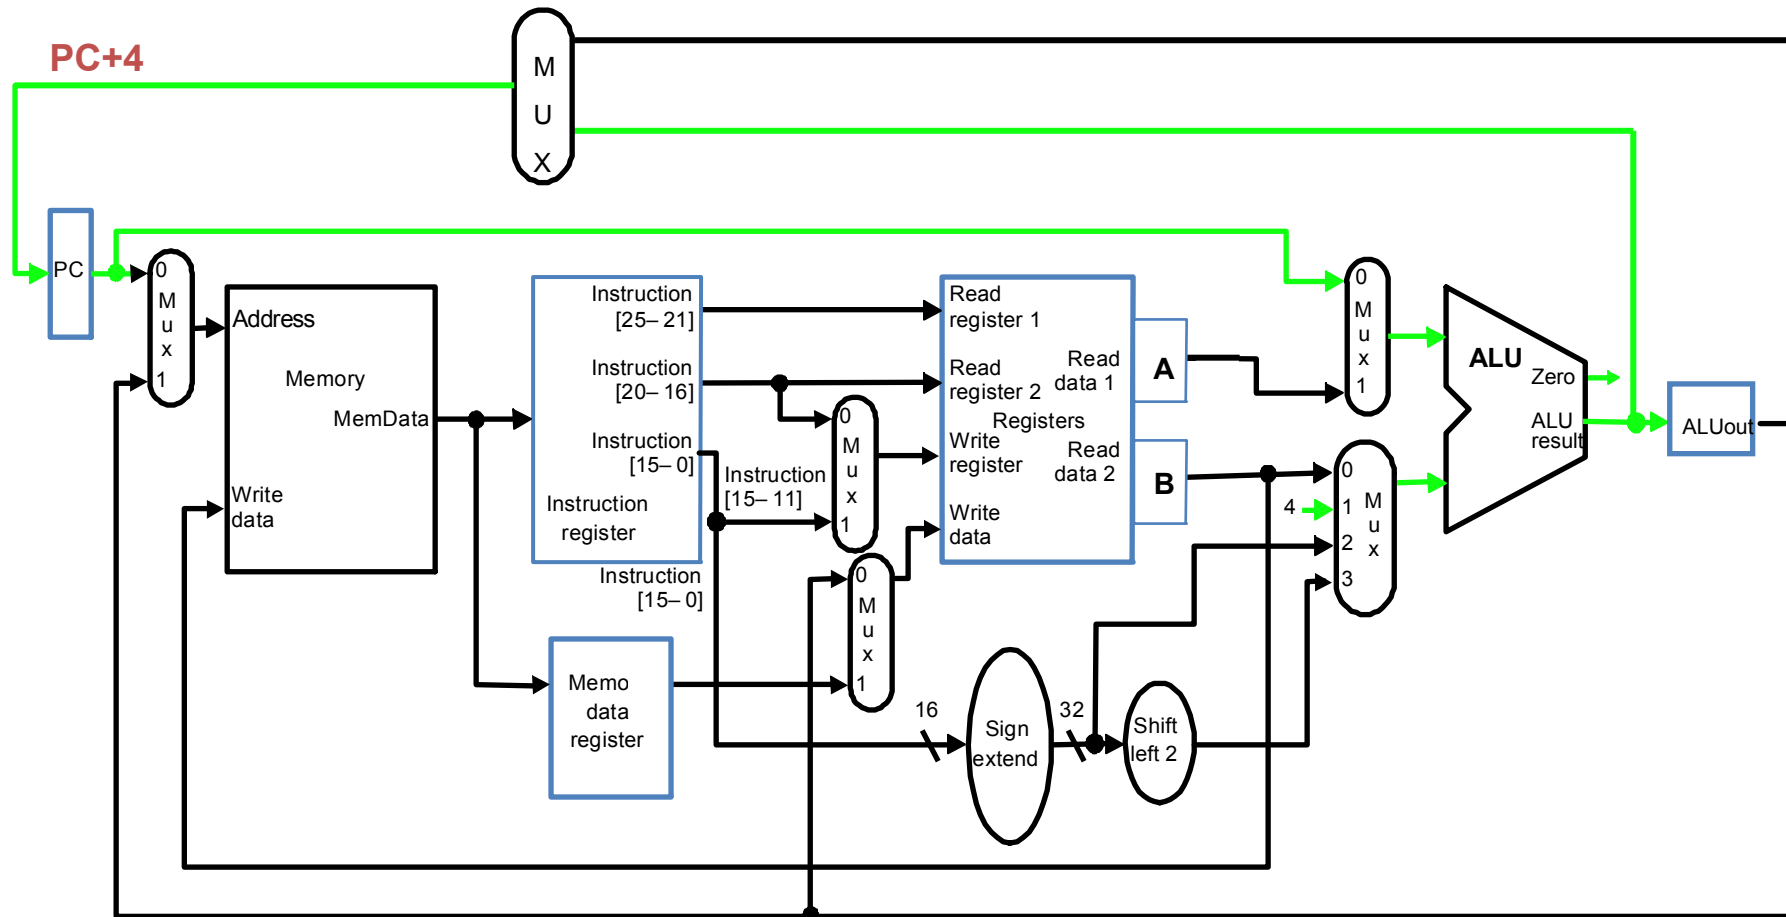 PC+4
M
U
X
PC
0
M
u
x
1
Address
Memory
MemData
Write
data
Instruction
[25– 21]
Instruction
[20– 16]
Instruction
[15– 0]
Instruction
register
Instruction
[15– 11]
Instruction
[15– 0]
Memo
data
register
0
M
u
x
1
0
M
u
x
1
Read
register 1
Read
register 2
Registers
Write
register
Write
data
Read
data 1
Read
data 2
A
B
16
Sign
extend
32
Shift
left 2
0
M
u
x
1
4
0
1
2
3
M
u
x
ALU
Zero
ALU
result
ALUout